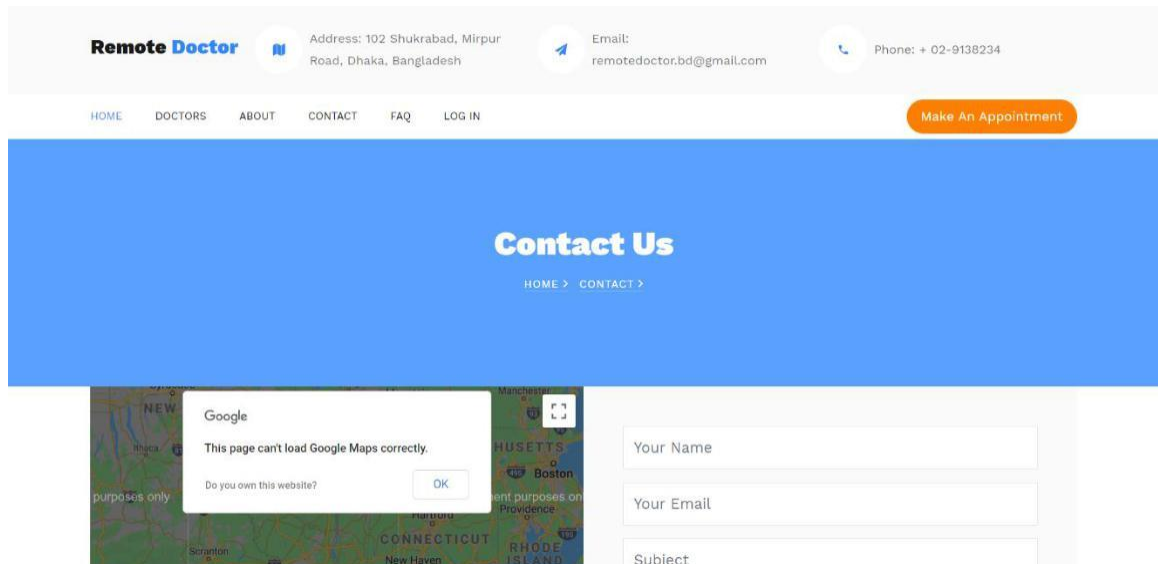 Remote Doctor
Address: 102 Shukrabad, Mirpur
Road, Dhaka, Bangladesh
Email:
remotedoctor.bd@gmail.com
Phone: + 02-9138234
HOME DOCTORS ABOUT CONTACT FAQ LOG IN
Make An Appointment
Contact Us
HOME > CONTACT >
Manchester
NEW
Google
This page can't load Google Maps correctly.
Do you own this website?
OK
Ithaca
HUSETTS
Boston
purposes only
ment purposes on
Providence
Hartford
CONNECTICUT
RHODE
ISLAND
Scranton
New Haven
Your Name
Your Email
Subject